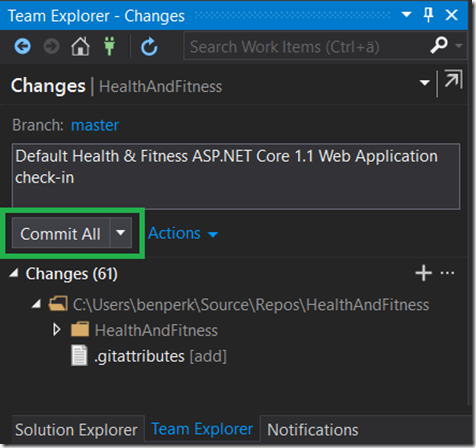 Team Explorer - Changes
Search Work Items (Ctrl+ä)
Changes | HealthAndFitness
Branch: master
Default Health & Fitness ASP.NET Core 1.1 Web Application
check-in
Commit All Actions
Changes (61)
C:\Users\benperk\Source\Repos\HealthAndFitness
HealthAndFitness
.gitattributes [add]
Solution Explorer Team Explorer Notifications